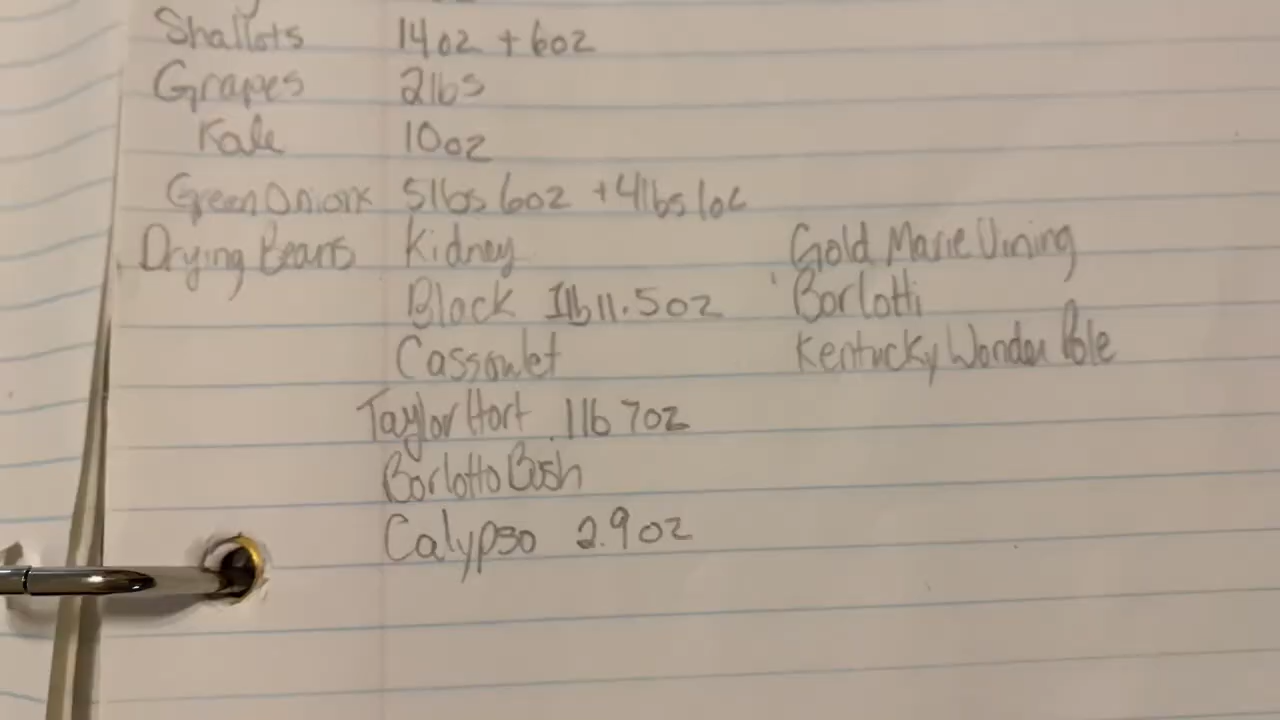 Shallots 14oz + 6oz
Grapes 2lbs
Kale 10oz
Green Onions 5lbs 6oz + 4lbs 1oz
Drying Beans Kidney Gold Marie Vining
Black 1lb 11.5oz Borlotti
Cassoulet Kentucky Wonder Pole
Taylor Hort 1lb 7oz
Borlotto Bush
Calypso 2.9oz